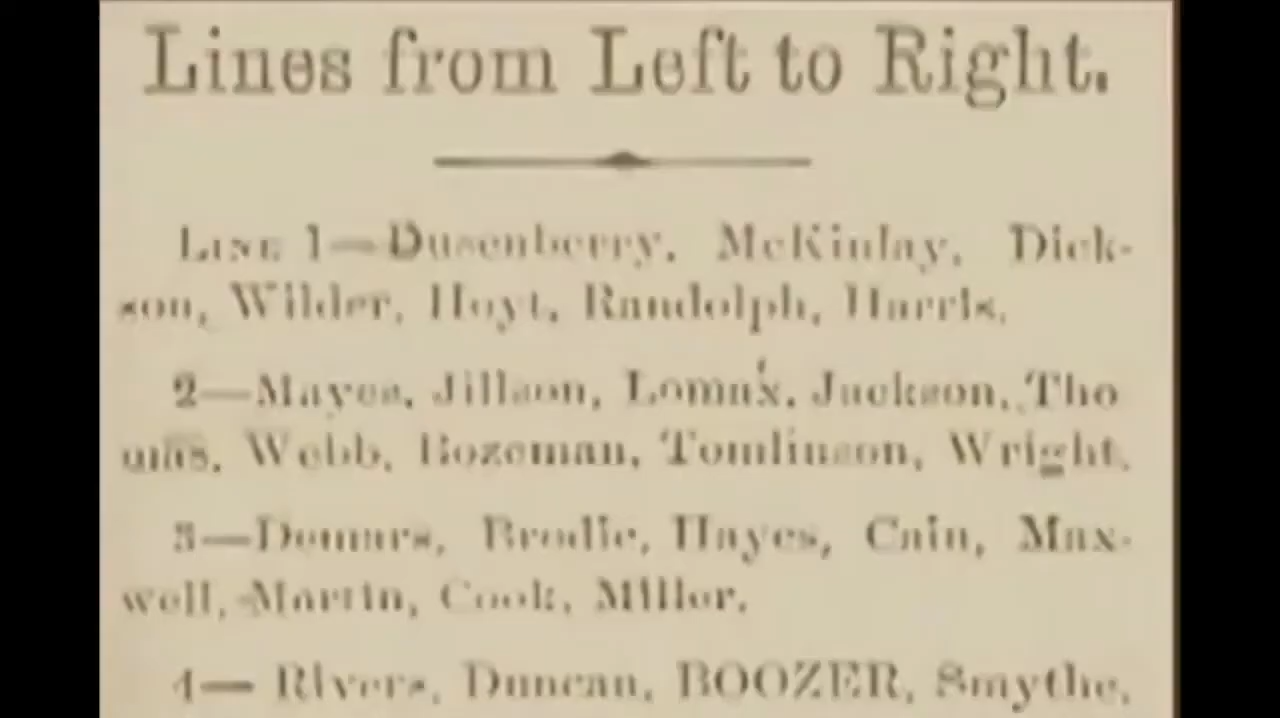 Lines from Left to Right.
LINE 1—Dusenberry, McKinlay, Dick-
son, Wilder, Hoyt, Randolph, Harris.
2—Mayes, Jillson, Lomax, Jackson, Tho
mas, Webb, Bozeman, Tomlinson, Wright.
3—Demars, Brodie, Hayes, Cain, Max-
well, Martin, Cook, Miller.
4— Rivers, Duncan, BOOZER, Smythe,